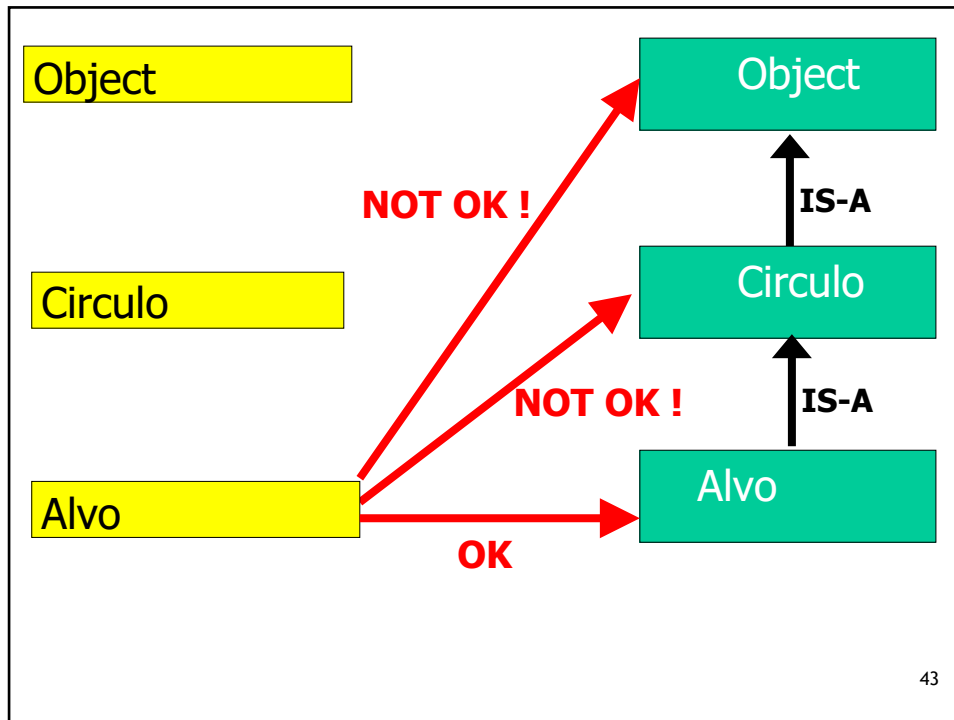 Object
Object
NOT OK !
IS-A
Circulo
Circulo
NOT OK !
IS-A
Alvo
Alvo
OK
43